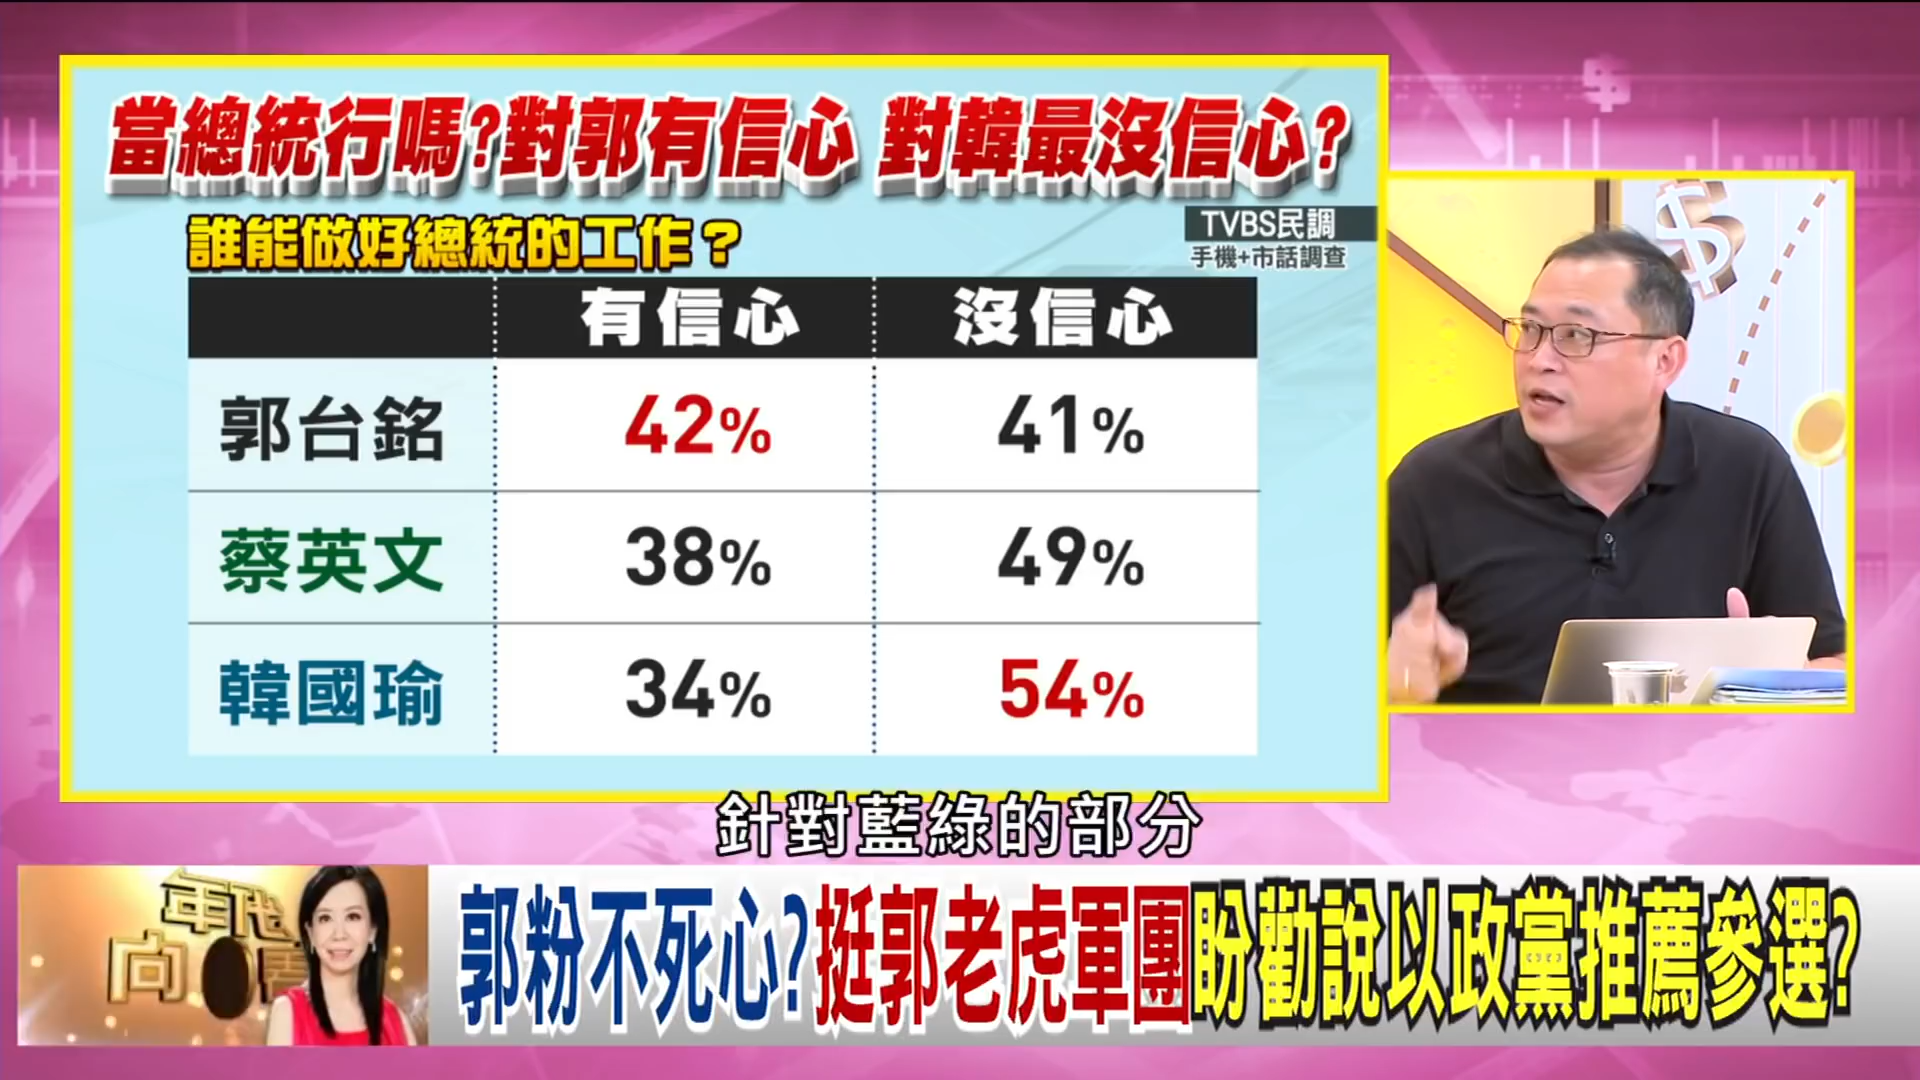 當總統行嗎?對郭有信心 對韓最沒信心?
誰能做好總統的工作？
TVBS民調
手機+市話調查
有信心 沒信心
郭台銘 42% 41%
蔡英文 38% 49%
韓國瑜 34% 54%
針對藍綠的部分
年代
向
郭粉不死心?挺郭老虎軍團盼勸說以政黨推薦參選?